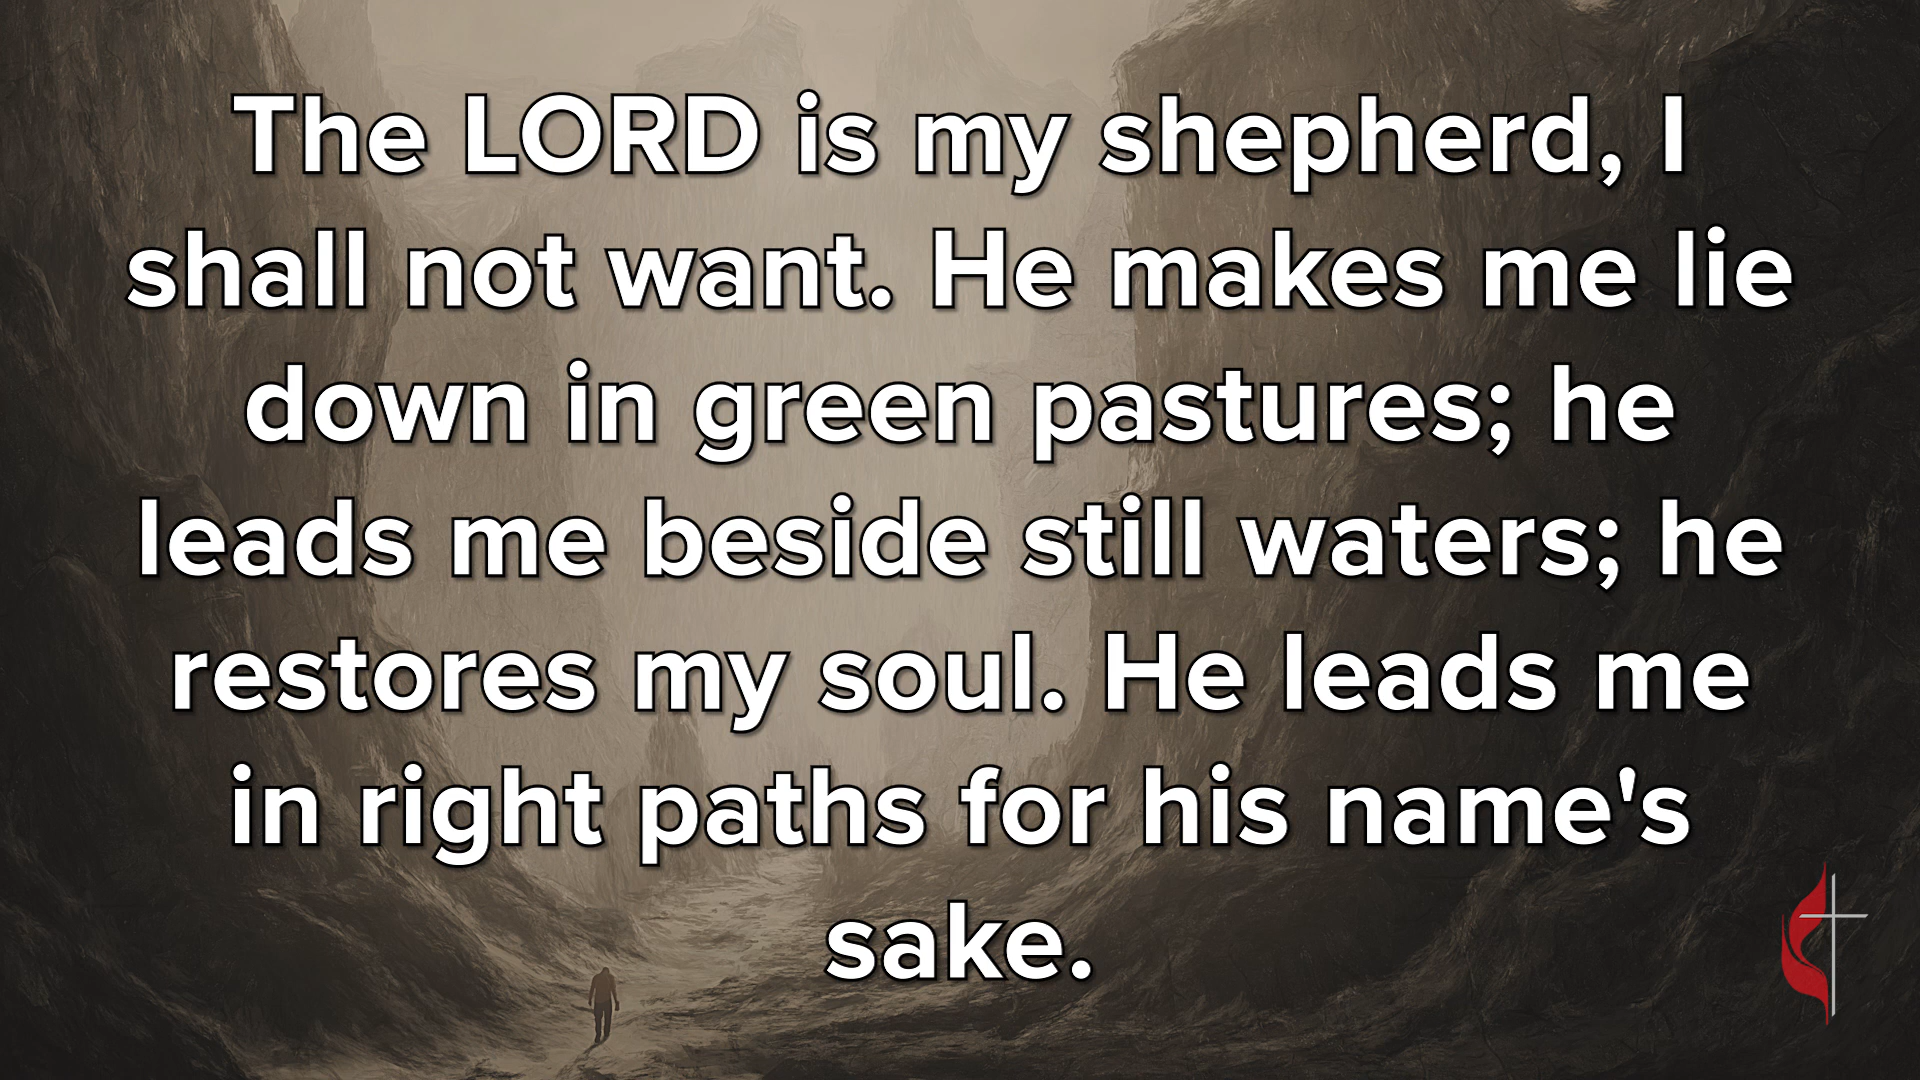 The LORD is my shepherd, I
shall not want. He makes me lie
down in green pastures; he
leads me beside still waters; he
restores my soul. He leads me
in right paths for his name's
sake.